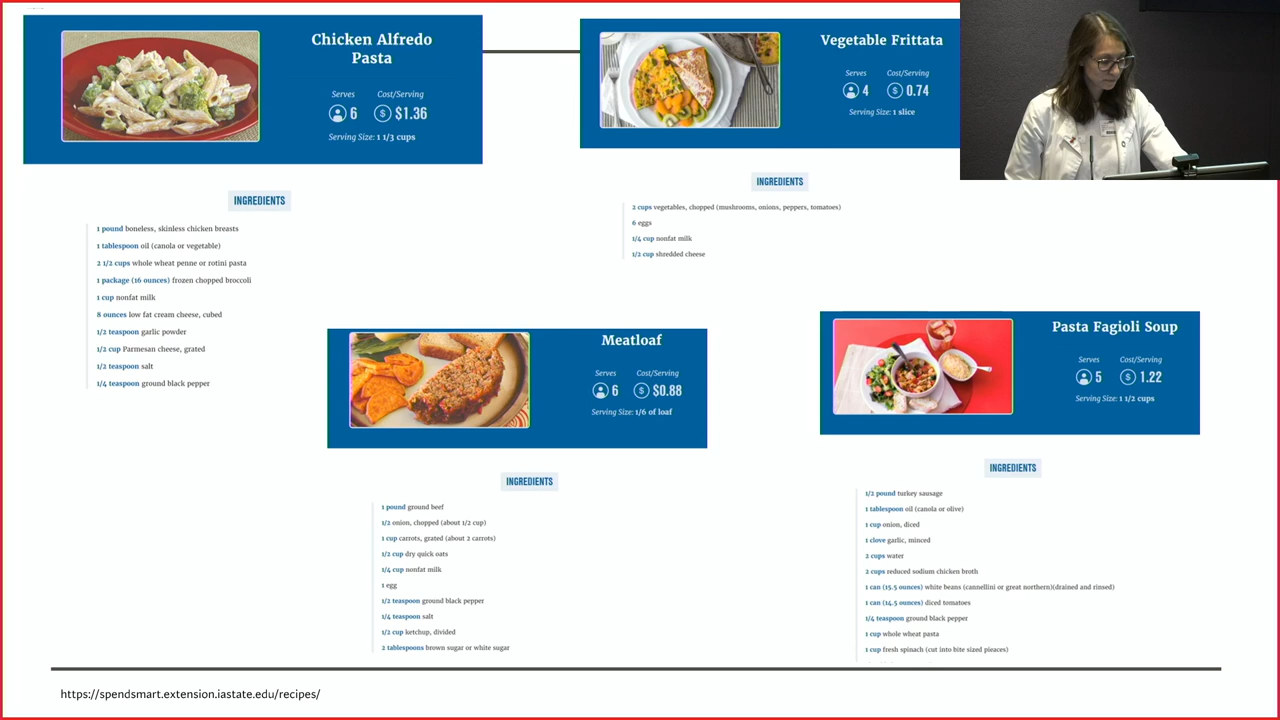 Chicken Alfredo
Pasta
Serves
Cost/Serving
6
$1.36
Serving Size: 1 1/3 cups
INGREDIENTS
1 pound boneless, skinless chicken breasts
1 tablespoon oil (canola or vegetable)
2 1/2 cups whole wheat penne or rotini pasta
1 package (16 ounces) frozen chopped broccoli
1 cup nonfat milk
8 ounces low fat cream cheese, cubed
1/2 teaspoon garlic powder
1/2 cup Parmesan cheese, grated
1/2 teaspoon salt
1/4 teaspoon ground black pepper
Vegetable Frittata
Serves
Cost/Serving
4
$ 0.74
Serving Size: 1 slice
INGREDIENTS
2 cups vegetables, chopped (mushrooms, onions, peppers, tomatoes)
6 eggs
1/4 cup nonfat milk
1/2 cup shredded cheese
Meatloaf
Serves
Cost/Serving
6
$ $0.88
Serving Size: 1/6 of loaf
INGREDIENTS
1 pound ground beef
1/2 onion, chopped (about 1/2 cup)
1 cup carrots, grated (about 2 carrots)
1/2 cup dry quick oats
1/4 cup nonfat milk
1 egg
1/2 teaspoon ground black pepper
1/4 teaspoon salt
1/2 cup ketchup, divided
2 tablespoons brown sugar or white sugar
Pasta Fagioli Soup
Serves
Cost/Serving
5
$ 1.22
Serving Size: 1 1/2 cups
INGREDIENTS
1/2 pound turkey sausage
1 tablespoon oil (canola or olive)
1 cup onion, diced
1 clove garlic, minced
2 cups water
2 cups reduced sodium chicken broth
1 can (15.5 ounces) white beans (cannellini or great northern)(drained and rinsed)
1 can (14.5 ounces) diced tomatoes
1/4 teaspoon ground black pepper
1 cup whole wheat pasta
1 cup fresh spinach (cut into bite sized pieaces)
https://spendsmart.extension.iastate.edu/recipes/